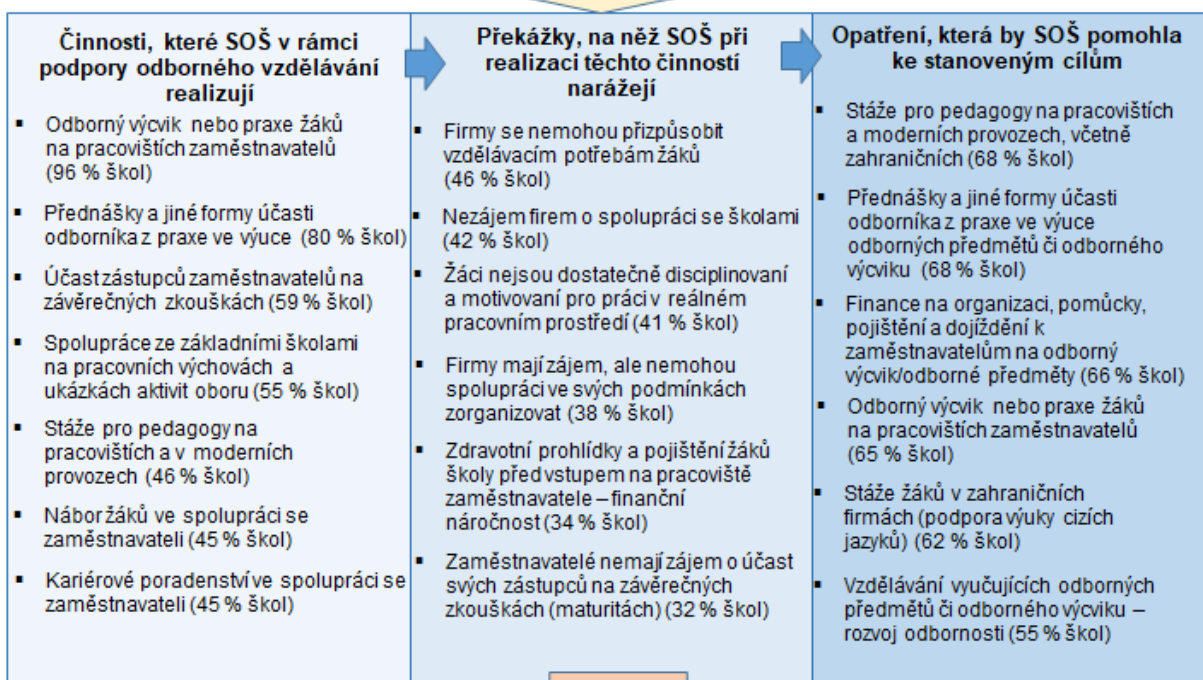 Činnosti, které SOŠ v rámci
podpory odborného vzdělávání
realizují
▪ Odborný výcvik nebo praxe žáků
na pracovištích zaměstnavatelů
(96 % škol)
▪ Přednášky a jiné formy účasti
odborníka z praxe ve výuce (80 % škol)
▪ Účast zástupců zaměstnavatelů na
závěrečných zkouškách (59 % škol)
▪ Spolupráce ze základními školami
na pracovních výchovách a
ukázkách aktivit oboru (55 % škol)
▪ Stáže pro pedagogy na
pracovištích a v moderních
provozech (46 % škol)
▪ Nábor žáků ve spolupráci se
zaměstnavateli (45 % škol)
▪ Kariérové poradenství ve spolupráci se
zaměstnavateli (45 % škol)
Překážky, na něž SOŠ při
realizaci těchto činností
narážejí
▪ Firmy se nemohou přizpůsobit
vzdělávacím potřebám žáků
(46 % škol)
▪ Nezájem firem o spolupráci se školami
(42 % škol)
▪ Žáci nejsou dostatečně disciplinovaní
a motivovaní pro práci v reálném
pracovním prostředí (41 % škol)
▪ Firmy mají zájem, ale nemohou
spolupráci ve svých podmínkách
zorganizovat (38 % škol)
▪ Zdravotní prohlídky a pojištění žáků
školy před vstupem na pracoviště
zaměstnavatele – finanční
náročnost (34 % škol)
▪ Zaměstnavatelé nemají zájem o účast
svých zástupců na závěrečných
zkouškách (maturitách) (32 % škol)
Opatření, která by SOŠ pomohla
ke stanoveným cílům
▪ Stáže pro pedagogy na pracovištích
a moderních provozech, včetně
zahraničních (68 % škol)
▪ Přednášky a jiné formy účasti
odborníka z praxe ve výuce
odborných předmětů či odborného
výcviku (68 % škol)
▪ Finance na organizaci, pomůcky,
pojištění a dojíždění k
zaměstnavatelům na odborný
výcvik/odborné předměty (66 % škol)
▪ Odborný výcvik nebo praxe žáků
na pracovištích zaměstnavatelů
(65 % škol)
▪ Stáže žáků v zahraničních
firmách (podpora výuky cizích
jazyků) (62 % škol)
▪ Vzdělávání vyučujících odborných
předmětů či odborného výcviku –
rozvoj odbornosti (55 % škol)